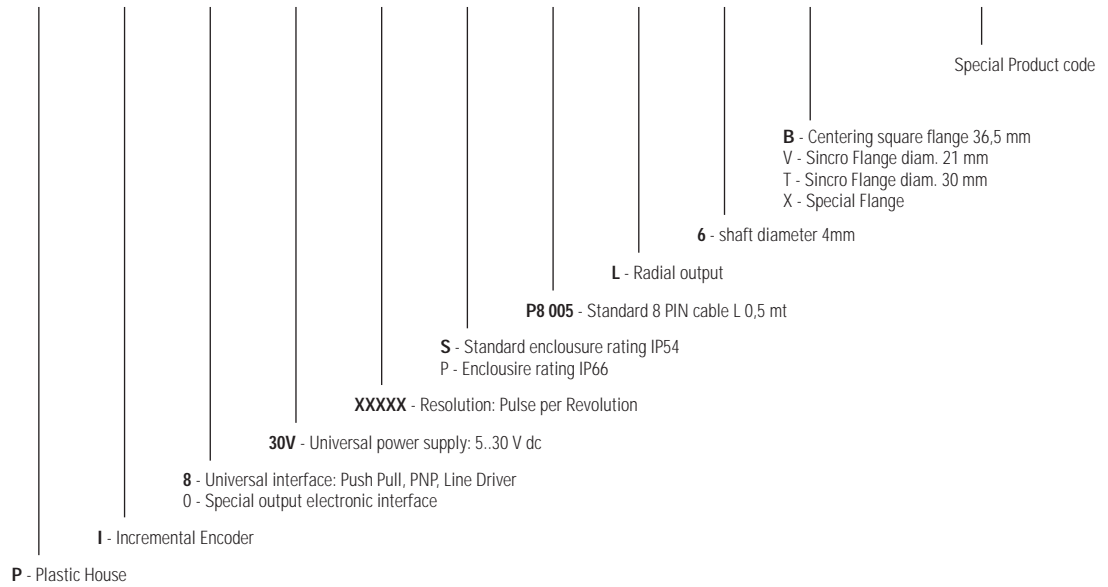 Special Product code
B - Centering square flange 36,5 mm
V - Sincro Flange diam. 21 mm
T - Sincro Flange diam. 30 mm
X - Special Flange
6 - shaft diameter 4mm
L - Radial output
P8 005 - Standard 8 PIN cable L 0,5 mt
S - Standard enclousure rating IP54
P - Enclousire rating IP66
XXXXX - Resolution: Pulse per Revolution
30V - Universal power supply: 5..30 V dc
8 - Universal interface: Push Pull, PNP, Line Driver
0 - Special output electronic interface
I - Incremental Encoder
P - Plastic House